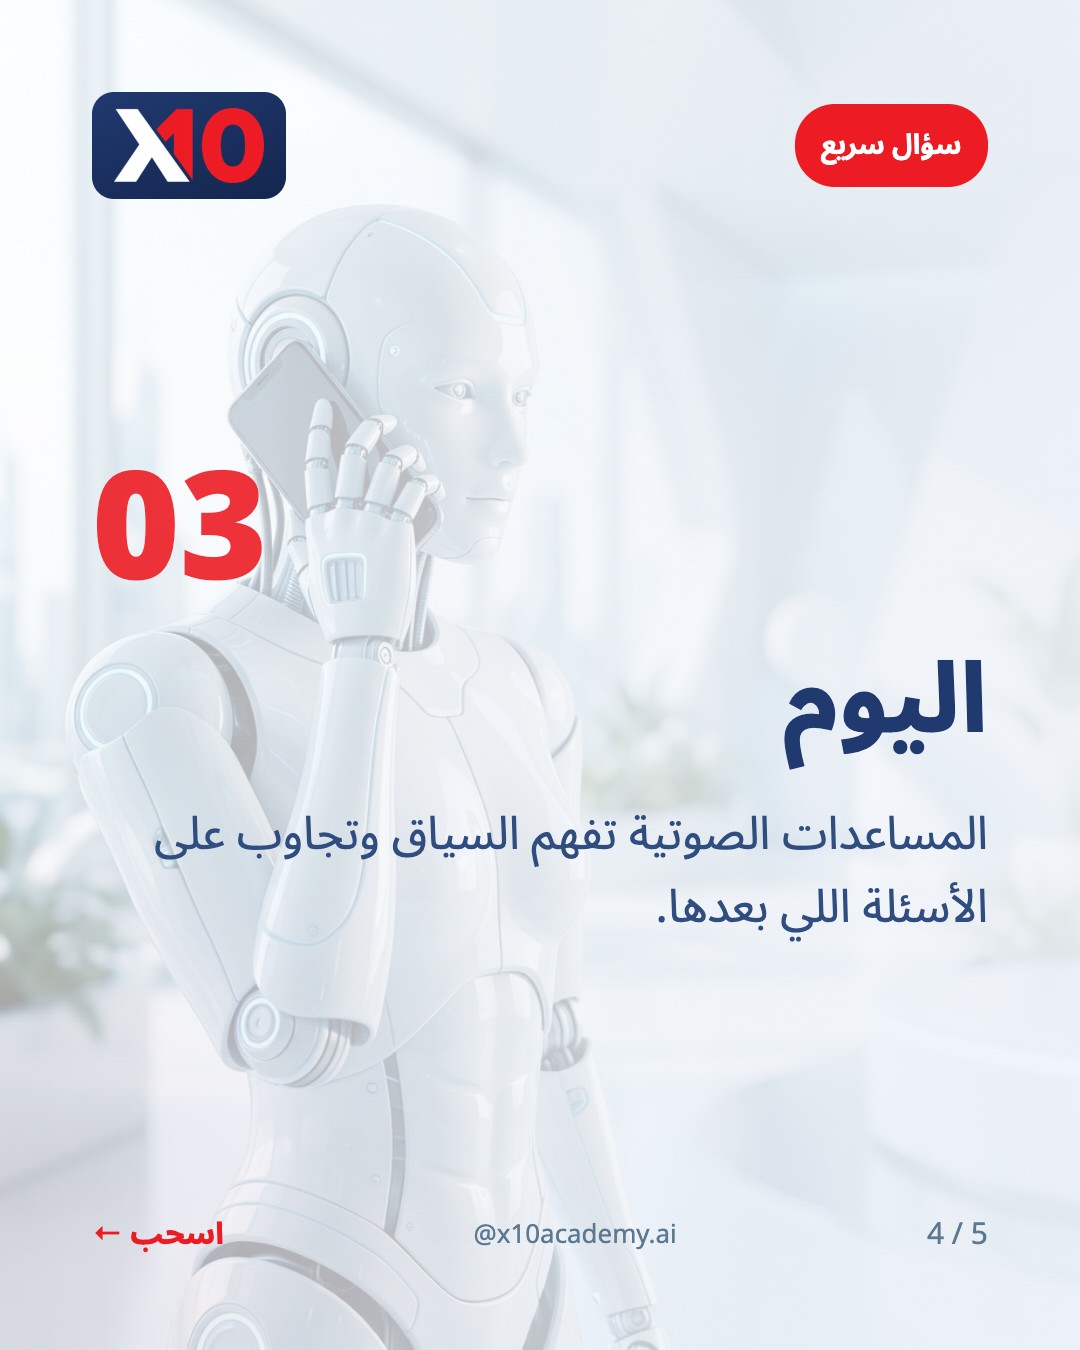 X10
سؤال سريع
03
اليوم
المساعدات الصوتية تفهم السياق وتجاوب على
الأسئلة اللي بعدها.
اسحب ←
@x10academy.ai
4 / 5